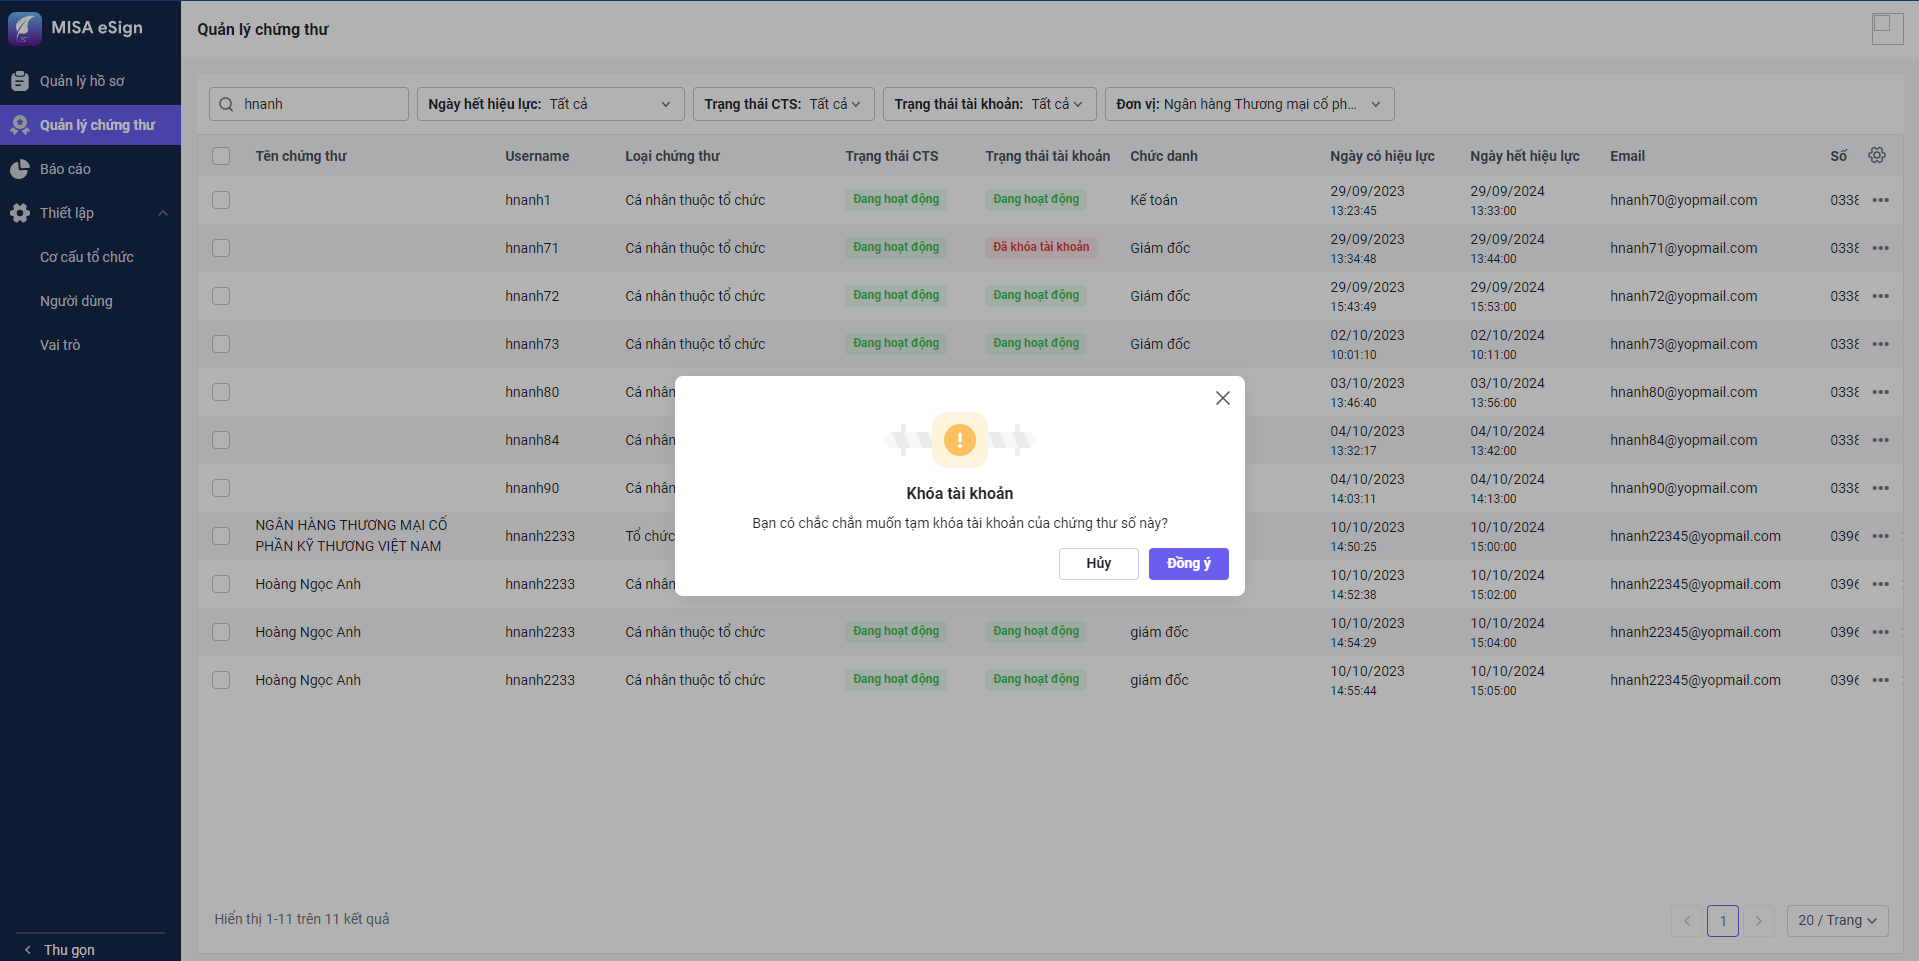 MISA eSign
Quản lý chứng thư
Quản lý hồ sơ
Quản lý chứng thư
Báo cáo
Thiết lập
Cơ cấu tổ chức
Người dùng
Vai trò
Thu gọn
hnanh
Ngày hết hiệu lực: Tất cả
Trạng thái CTS: Tất cả
Trạng thái tài khoản: Tất cả
Đơn vị: Ngân hàng Thương mại cổ ph...
Tên chứng thư Username Loại chứng thư Trạng thái CTS Trạng thái tài khoản Chức danh Ngày có hiệu lực Ngày hết hiệu lực Email Số
hnanh1 Cá nhân thuộc tổ chức Đang hoạt động Đang hoạt động Kế toán 29/09/2023 29/09/2024 hnanh70@yopmail.com 0338
13:23:45 13:33:00
hnanh71 Cá nhân thuộc tổ chức Đang hoạt động Đã khóa tài khoản Giám đốc 29/09/2023 29/09/2024 hnanh71@yopmail.com 0338
13:34:48 13:44:00
hnanh72 Cá nhân thuộc tổ chức Đang hoạt động Đang hoạt động Giám đốc 29/09/2023 29/09/2024 hnanh72@yopmail.com 0338
15:43:49 15:53:00
hnanh73 Cá nhân thuộc tổ chức Đang hoạt động Đang hoạt động Giám đốc 02/10/2023 02/10/2024 hnanh73@yopmail.com 0338
10:01:10 10:11:00
hnanh80 Cá nhân 03/10/2023 03/10/2024 hnanh80@yopmail.com 0338
13:46:40 13:56:00
hnanh84 Cá nhân 04/10/2023 04/10/2024 hnanh84@yopmail.com 0338
13:32:17 13:42:00
hnanh90 Cá nhân 04/10/2023 04/10/2024 hnanh90@yopmail.com 0338
14:03:11 14:13:00
NGÂN HÀNG THƯƠNG MẠI CỔ
PHẦN KỸ THƯƠNG VIỆT NAM hnanh2233 Tổ chức 10/10/2023 10/10/2024 hnanh22345@yopmail.com 0396
14:50:25 15:00:00
Hoàng Ngọc Anh hnanh2233 Cá nhân 10/10/2023 10/10/2024 hnanh22345@yopmail.com 0396
14:52:38 15:02:00
Hoàng Ngọc Anh hnanh2233 Cá nhân thuộc tổ chức Đang hoạt động Đang hoạt động giám đốc 10/10/2023 10/10/2024 hnanh22345@yopmail.com 0396
14:54:29 15:04:00
Hoàng Ngọc Anh hnanh2233 Cá nhân thuộc tổ chức Đang hoạt động Đang hoạt động giám đốc 10/10/2023 10/10/2024 hnanh22345@yopmail.com 0396
14:55:44 15:05:00
Khóa tài khoản
Bạn có chắc chắn muốn tạm khóa tài khoản của chứng thư số này?
Hủy
Đồng ý
Hiển thị 1-11 trên 11 kết quả
1
20 / Trang